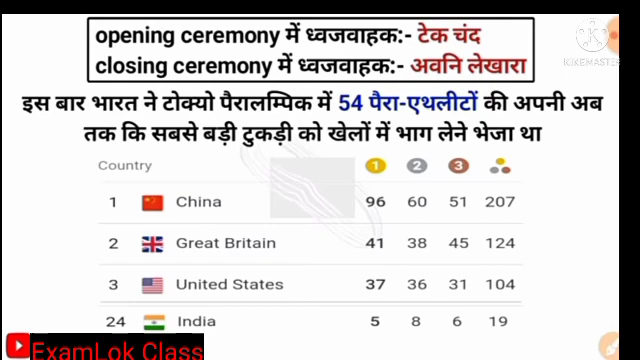 opening ceremony में ध्वजवाहक:- टेक चंद
closing ceremony में ध्वजवाहक:- अवनि लेखारा
KINEMASTER
इस बार भारत ने टोक्यो पैरालम्पिक में 54 पैरा-एथलीटों की अपनी अब
तक कि सबसे बड़ी टुकड़ी को खेलों में भाग लेने भेजा था
Country 1 2 3
1 China 96 60 51 207
2 Great Britain 41 38 45 124
3 United States 37 36 31 104
24 India 5 8 6 19
ExamLok Class